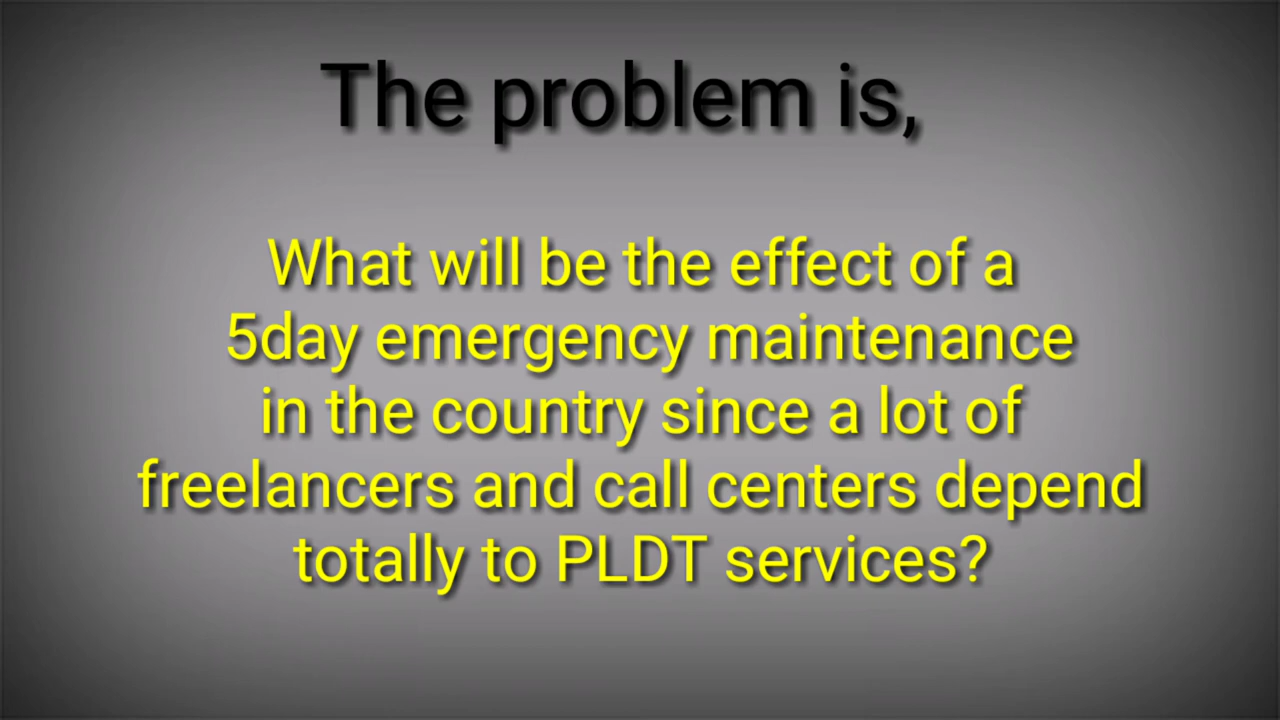 The problem is,
What will be the effect of a
5day emergency maintenance
in the country since a lot of
freelancers and call centers depend
totally to PLDT services?